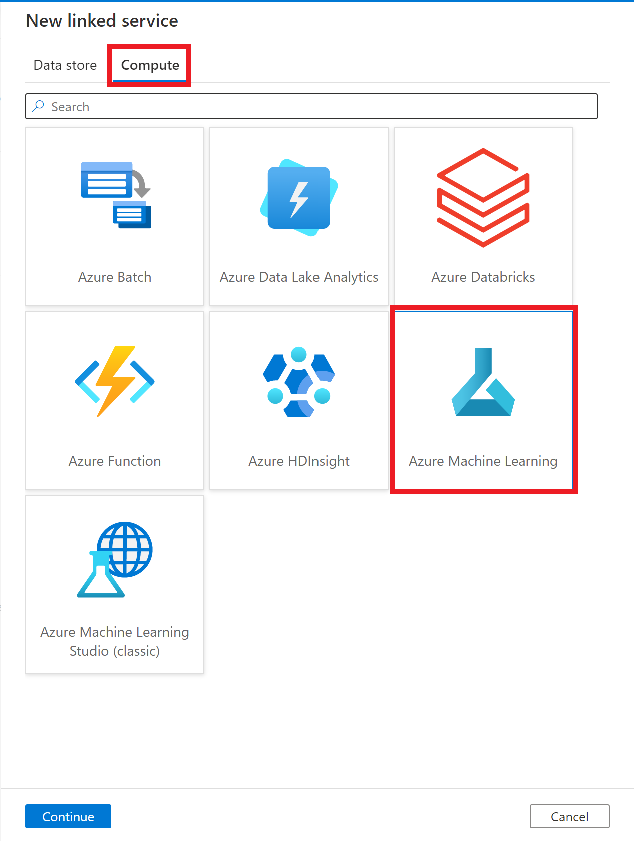 New linked service
Data store
Compute
Search
Azure Batch
Azure Data Lake Analytics
Azure Databricks
Azure Function
Azure HDInsight
Azure Machine Learning
Azure Machine Learning
Studio (classic)
Continue
Cancel